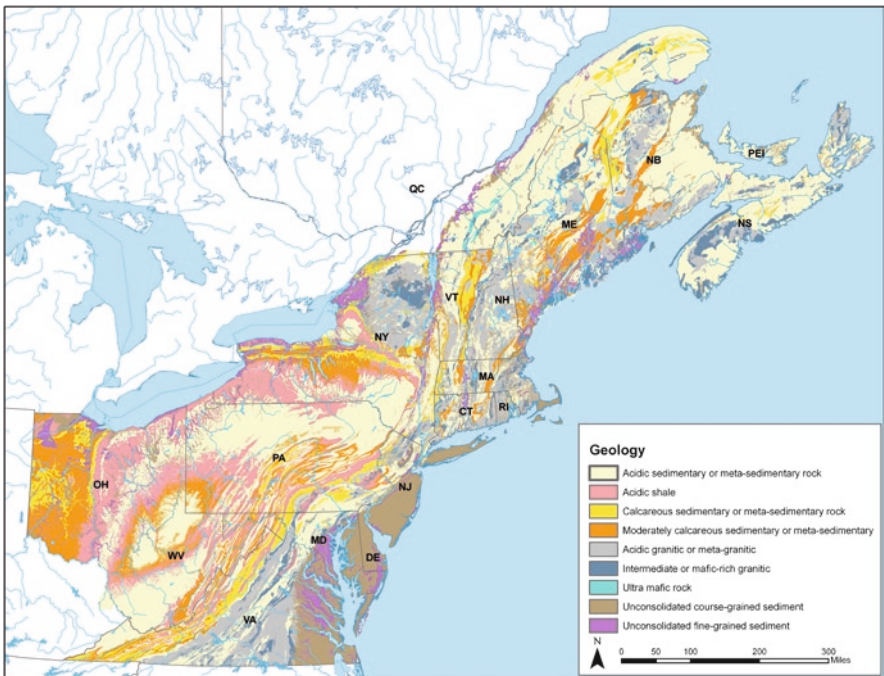 QC
NB
PEI
ME
NS
VT
NH
NY
MA
CT
RI
PA
OH
NJ
MD
WV
DE
VA
Geology
Acidic sedimentary or meta-sedimentary rock
Acidic shale
Calcareous sedimentary or meta-sedimentary rock
Moderately calcareous sedimentary or meta-sedimentary
Acidic granitic or meta-granitic
Intermediate or mafic-rich granitic
Ultra mafic rock
Unconsolidated course-grained sediment
Unconsolidated fine-grained sediment
N
0 50 100 200 300
Miles